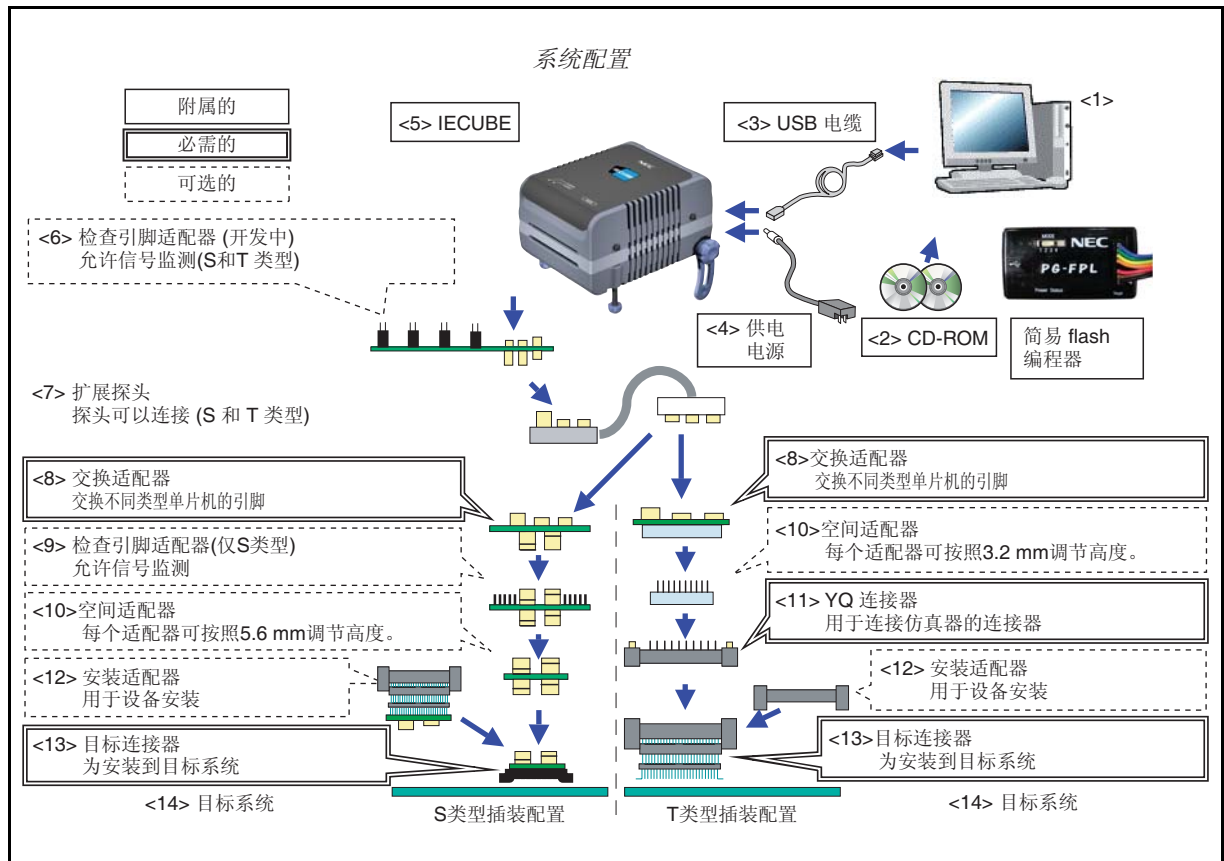 系统配置
附属的
必需的
可选的
<5> IECUBE
<3> USB 电缆
<1>
NEC
<6> 检查引脚适配器 (开发中)
允许信号监测(S和T 类型)
MODE
NEC
PG-FPL
Power Status
<4> 供电
电源
<2> CD-ROM
简易 flash
编程器
<7> 扩展探头
探头可以连接 (S 和 T 类型)
<8> 交换适配器
交换不同类型单片机的引脚
<9> 检查引脚适配器(仅S类型)
允许信号监测
<10>空间适配器
每个适配器可按照5.6 mm调节高度。
<12> 安装适配器
用于设备安装
<13> 目标连接器
为安装到目标系统
<14> 目标系统
S类型插装配置
<8>交换适配器
交换不同类型单片机的引脚
<10>空间适配器
每个适配器可按照3.2 mm调节高度。
<11> YQ 连接器
用于连接仿真器的连接器
<12> 安装适配器
用于设备安装
<13>目标连接器
为安装到目标系统
T类型插装配置
<14> 目标系统